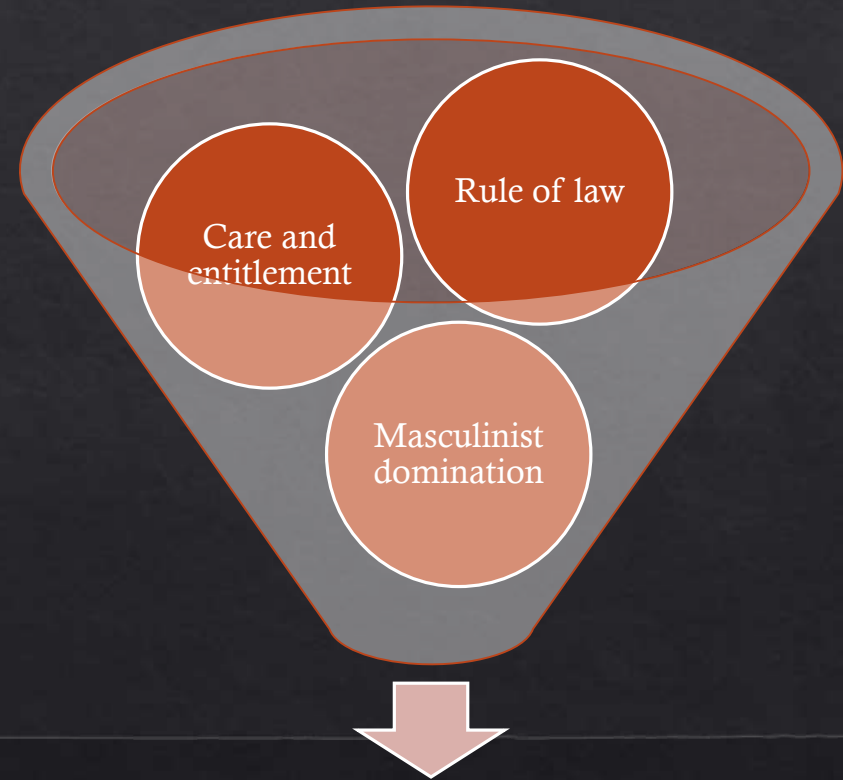 Rule of law
Care and
entitlement
Masculinist
domination